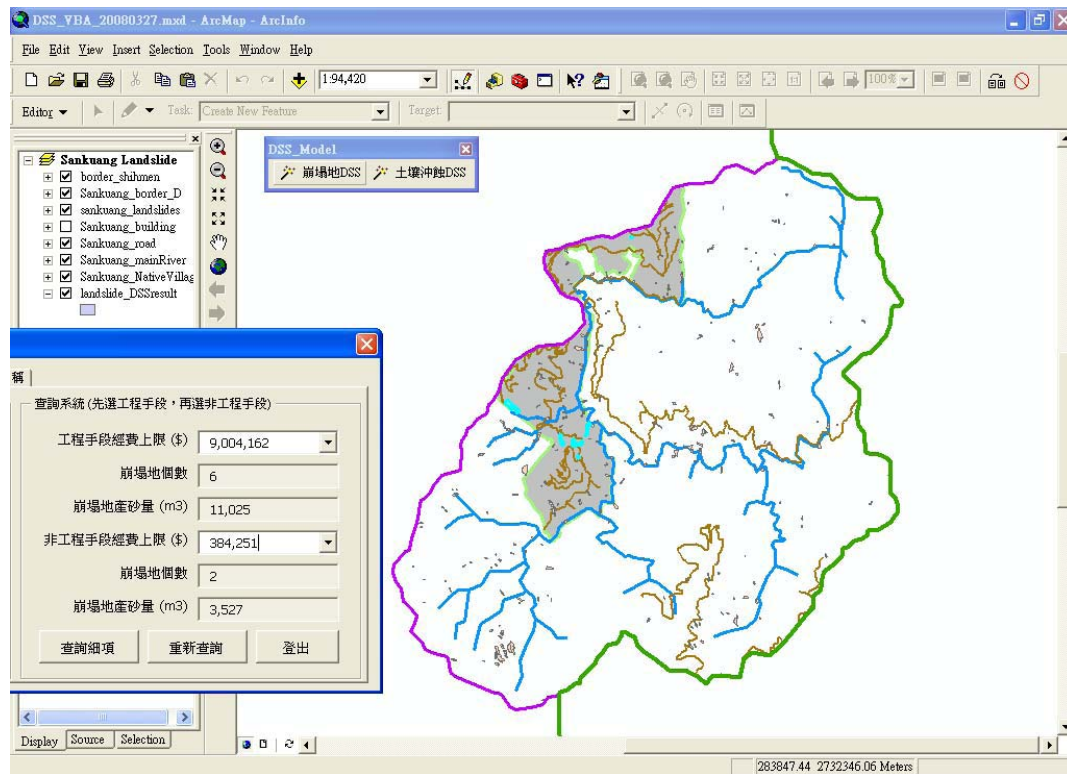 DSS_VBA_20080327.mxd - ArcMap - ArcInfo
File Edit View Insert Selection Tools Window Help
1:94,420
100%
Editor
Task: Create New Feature
Target:
Sankuang Landslide
border_shihmen
Sankuang_border_D
sankuang_landslides
Sankuang_building
Sankuang_road
Sankuang_mainRiver
Sankuang_NativeVillag
landslide_DSSresult
DSS_Model
崩塌地DSS 土壤沖蝕DSS
稱
查詢系統 (先選工程手段，再選非工程手段)
工程手段經費上限 ($) 9,004,162
崩塌地個數 6
崩塌地產砂量 (m3) 11,025
非工程手段經費上限 ($) 384,251
崩塌地個數 2
崩塌地產砂量 (m3) 3,527
查詢細項 重新查詢 登出
Display Source Selection
283847.44 2732346.06 Meters